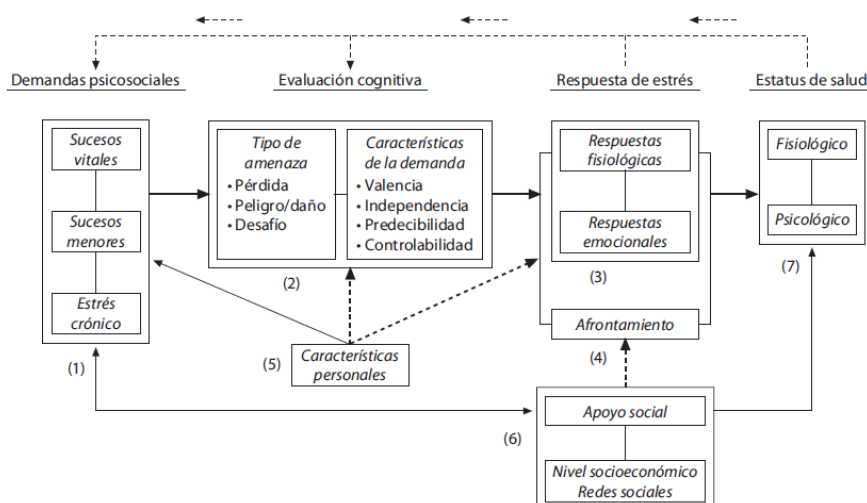 Demandas psicosociales
Evaluación cognitiva
Respuesta de estrés
Estatus de salud
Sucesos
vitales
Sucesos
menores
Estrés
crónico
(1)
Tipo de
amenaza
• Pérdida
• Peligro/daño
• Desafío
Características
de la demanda
• Valencia
• Independencia
• Predecibilidad
• Controlabilidad
(2)
Respuestas
fisiológicas
Respuestas
emocionales
(3)
Afrontamiento
(4)
Fisiológico
Psicológico
(7)
(5)
Características
personales
(6)
Apoyo social
Nivel socioeconómico
Redes sociales